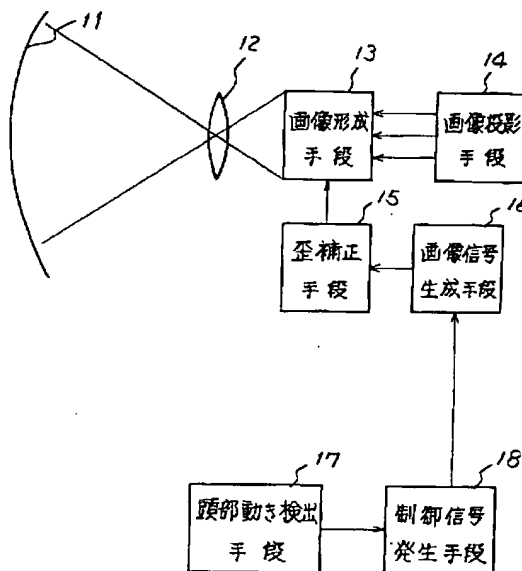 11
12
13
画像形成
手段
14
画像投影
手段
15
歪補正
手段
16
画像信号
生成手段
17
頭部動き検出
手段
18
制御信号
発生手段